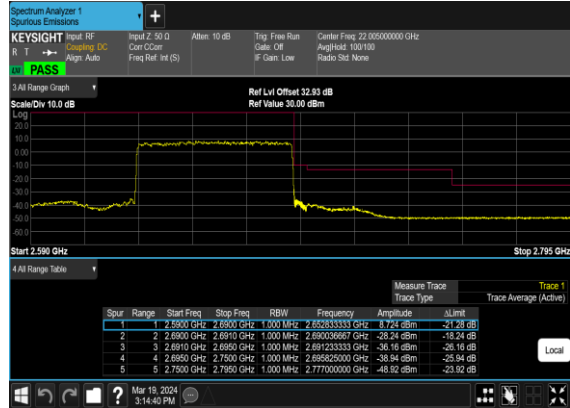 Spectrum Analyzer 1
Spurious Emissions
+
KEYSIGHT Input: RF Input Z: 50 Ω Atten: 10 dB Trig: Free Run Center Freq: 22.005000000 GHz
R T Coupling: DC Corr CCorr Gate: Off Avg|Hold: 100/100
Align: Auto Freq Ref: Int (S) IF Gain: Low Radio Std: None
PASS
3 All Range Graph
Ref Lvl Offset 32.93 dB
Scale/Div 10.0 dB Ref Value 30.00 dBm
Log
20.0
10.0
0.00
-10.0
-20.0
-30.0
-40.0
-50.0
-60.0
Start 2.590 GHz Stop 2.795 GHz
4 All Range Table
Measure Trace Trace 1
Trace Type Trace Average (Active)
Spur Range Start Freq Stop Freq RBW Frequency Amplitude ΔLimit
1 1 2.5900 GHz 2.6900 GHz 1.000 MHz 2.652833333 GHz 8.724 dBm -21.28 dB
2 2 2.6900 GHz 2.6910 GHz 1.000 MHz 2.690036667 GHz -28.24 dBm -18.24 dB
3 3 2.6910 GHz 2.6950 GHz 1.000 MHz 2.691233333 GHz -36.16 dBm -26.16 dB
4 4 2.6950 GHz 2.7500 GHz 1.000 MHz 2.695825000 GHz -38.94 dBm -25.94 dB
5 5 2.7500 GHz 2.7950 GHz 1.000 MHz 2.777000000 GHz -48.92 dBm -23.92 dB
Local
? Mar 19, 2024
3:14:40 PM